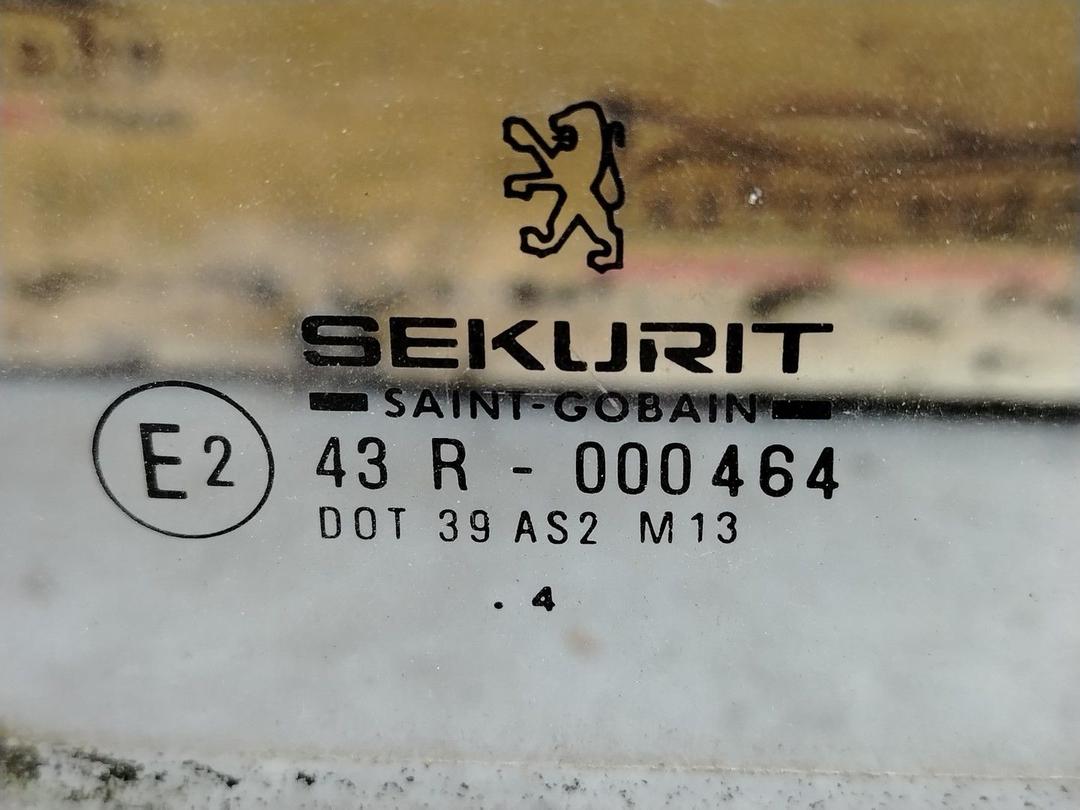 SEKURIT
SAINT-GOBAIN
E2 43 R - 000464
DOT 39 AS2 M13
. 4